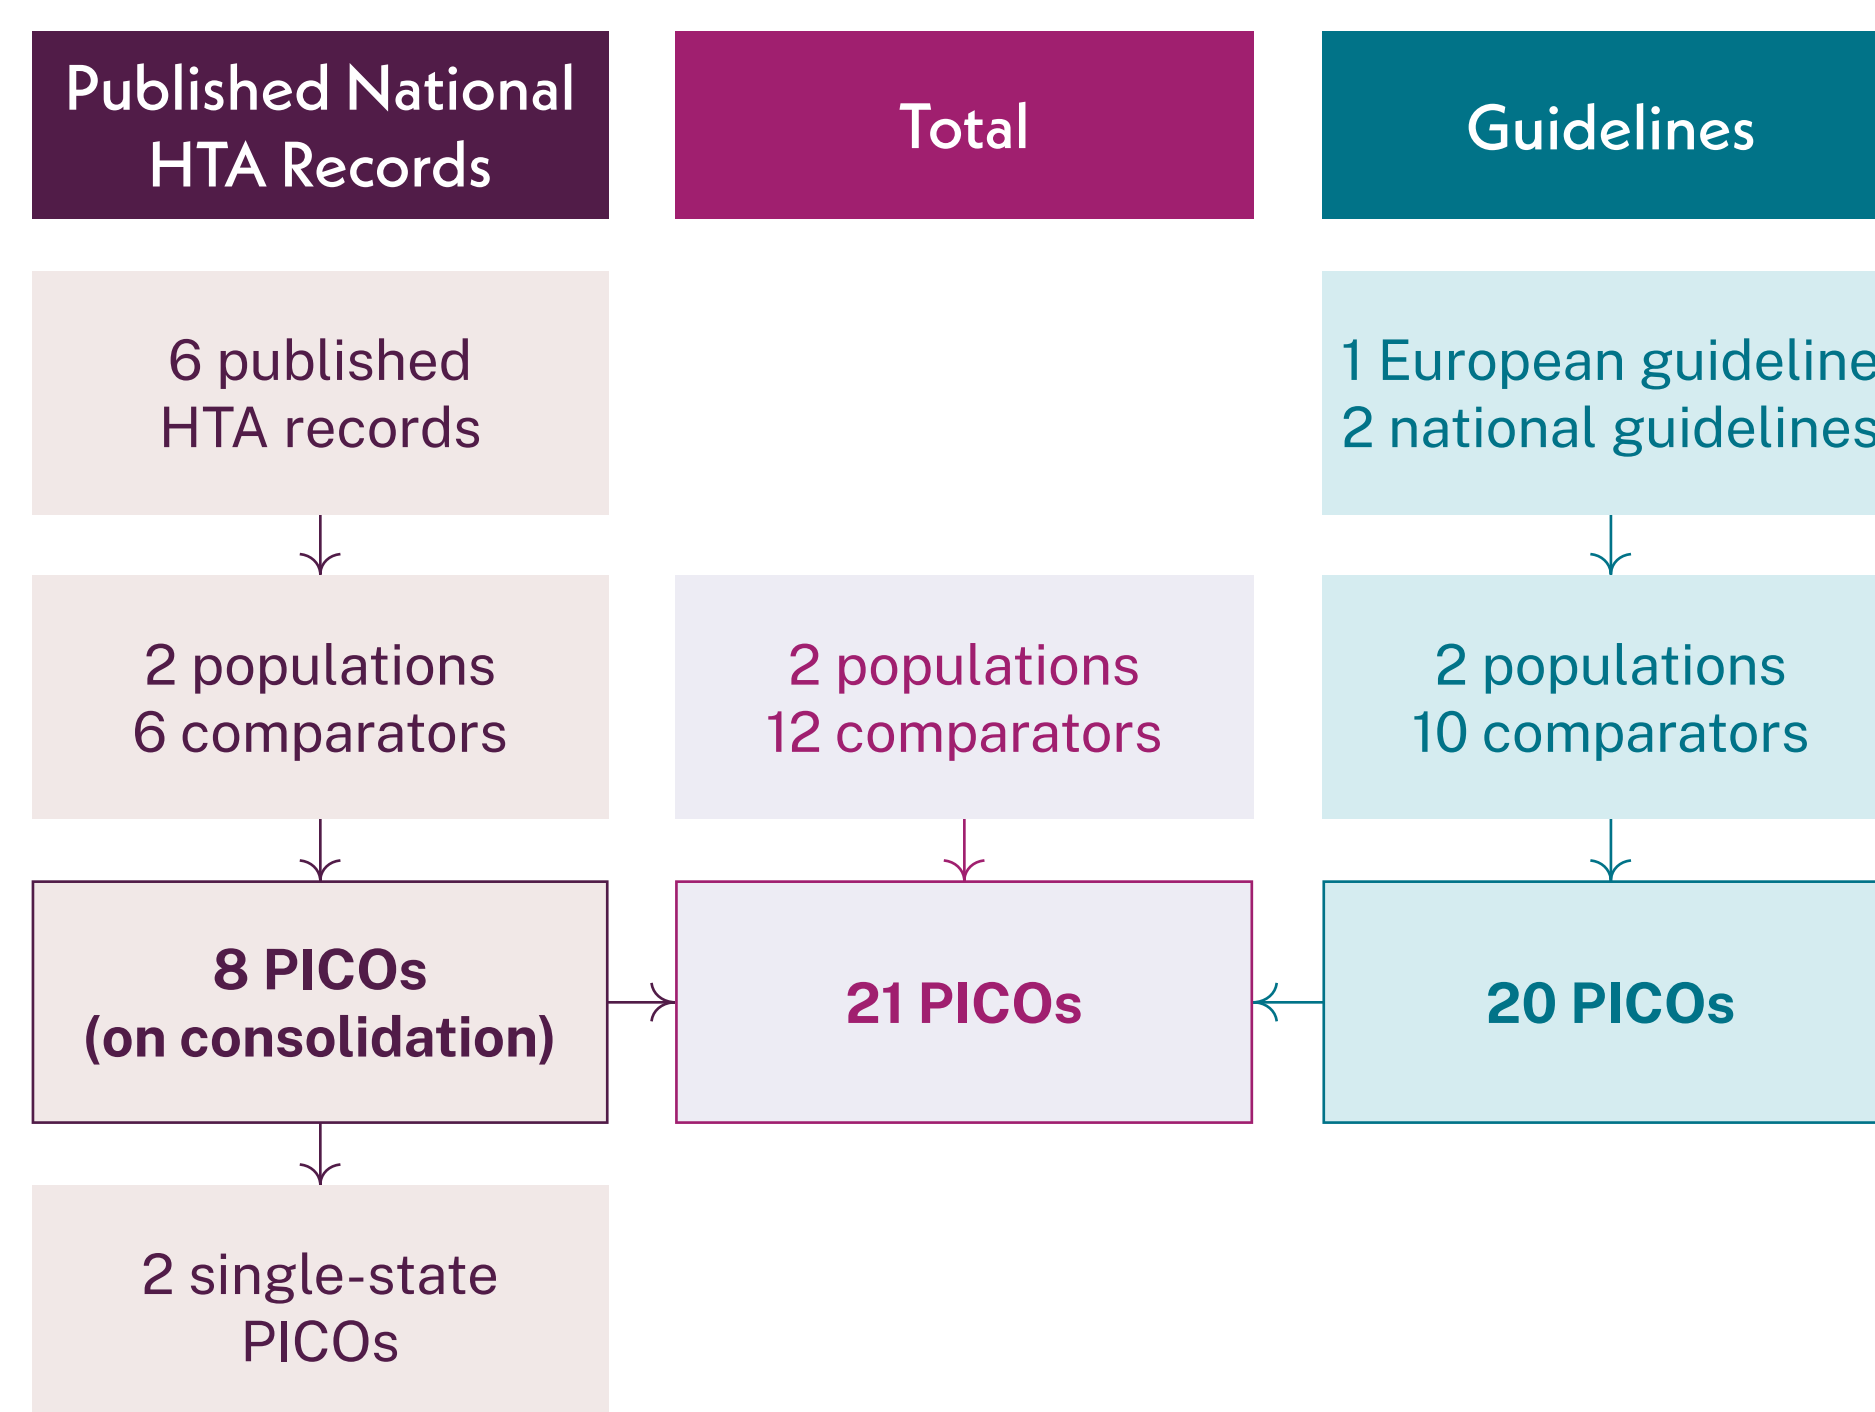 Published National
HTA Records
Total
Guidelines
6 published
HTA records
1 European guideline
2 national guidelines
2 populations
6 comparators
2 populations
12 comparators
2 populations
10 comparators
8 PICOs
(on consolidation)
21 PICOs
20 PICOs
2 single-state
PICOs